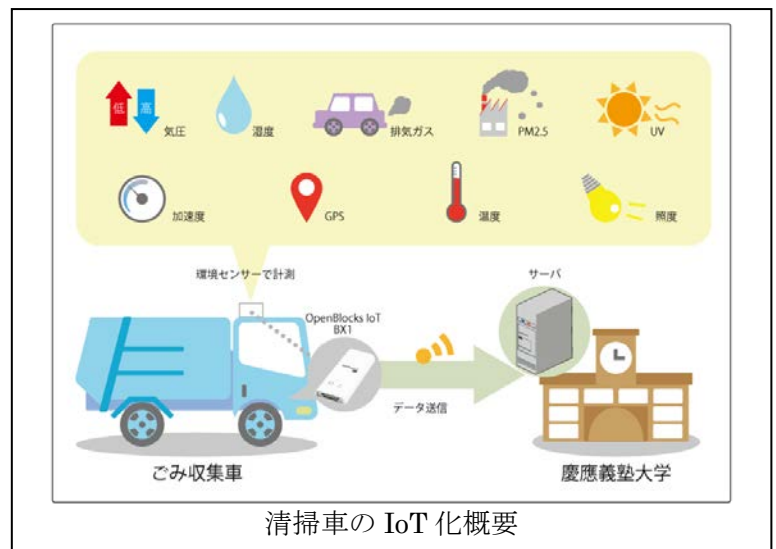 低
高
気圧
湿度
排気ガス
PM2.5
UV
加速度
GPS
温度
照度
環境センサーで計測
サーバ
OpenBlocks IoT
BX1
データ送信
ごみ収集車
慶應義塾大学
清掃車の IoT 化概要